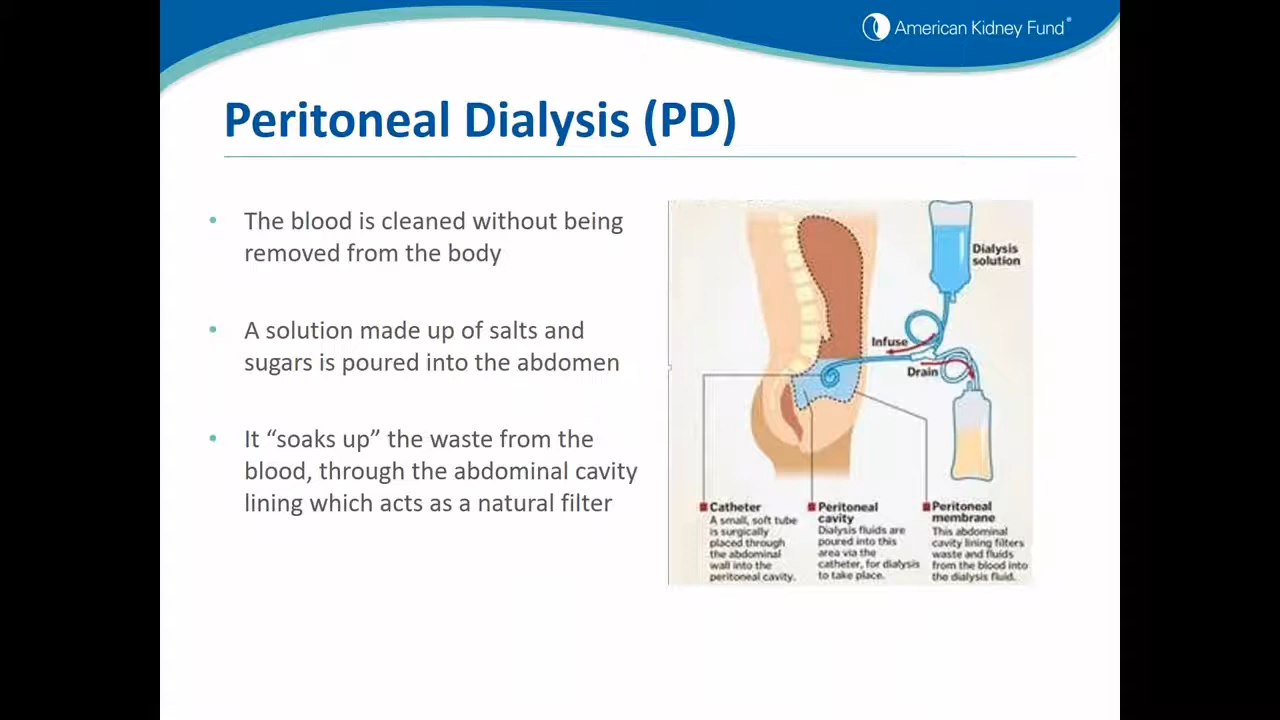 American Kidney Fund®
Peritoneal Dialysis (PD)
• The blood is cleaned without being
removed from the body
• A solution made up of salts and
sugars is poured into the abdomen
• It “soaks up” the waste from the
blood, through the abdominal cavity
lining which acts as a natural filter
Dialysis
solution
Infuse
Drain
Catheter
A small, soft tube
is surgically
placed through
the abdominal
wall into the
peritoneal cavity.
Peritoneal
cavity
Dialysis fluids are
poured into this
area via the
catheter, for dialysis
to take place.
Peritoneal
membrane
This abdominal
cavity lining filters
waste and fluids
from the blood into
the dialysis fluid.